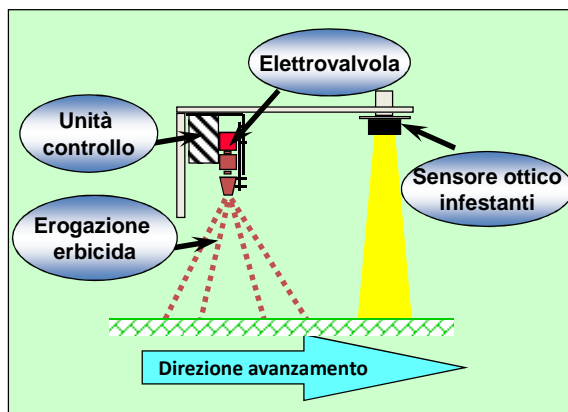 Elettrovalvola
Unità
controllo
Sensore ottico
infestanti
Erogazione
erbicida
Direzione avanzamento